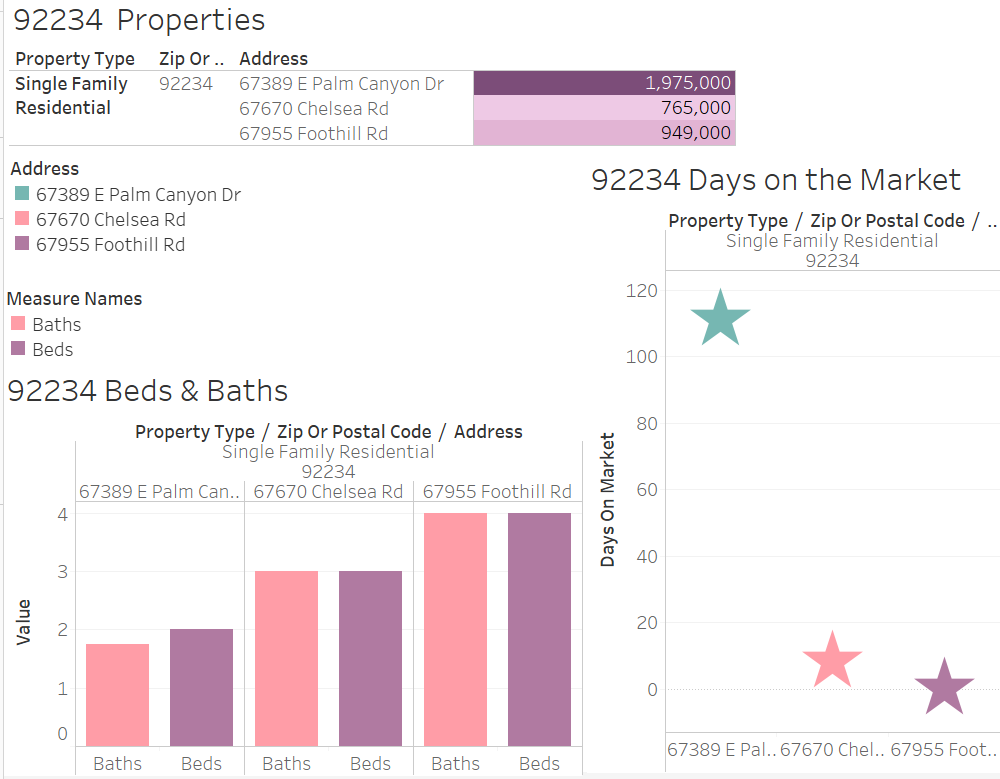 92234 Properties
Property Type Zip Or .. Address
Single Family Residential 92234 67389 E Palm Canyon Dr 1,975,000
67670 Chelsea Rd 765,000
67955 Foothill Rd 949,000
Address
67389 E Palm Canyon Dr
67670 Chelsea Rd
67955 Foothill Rd
Measure Names
Baths
Beds
92234 Beds & Baths
Property Type / Zip Or Postal Code / Address
Single Family Residential
92234
67389 E Palm Can.. 67670 Chelsea Rd 67955 Foothill Rd
Value
4
3
2
1
0
Baths Beds Baths Beds Baths Beds
92234 Days on the Market
Property Type / Zip Or Postal Code / ..
Single Family Residential
92234
Days On Market
120
100
80
60
40
20
0
67389 E Pal.. 67670 Chel.. 67955 Foot..